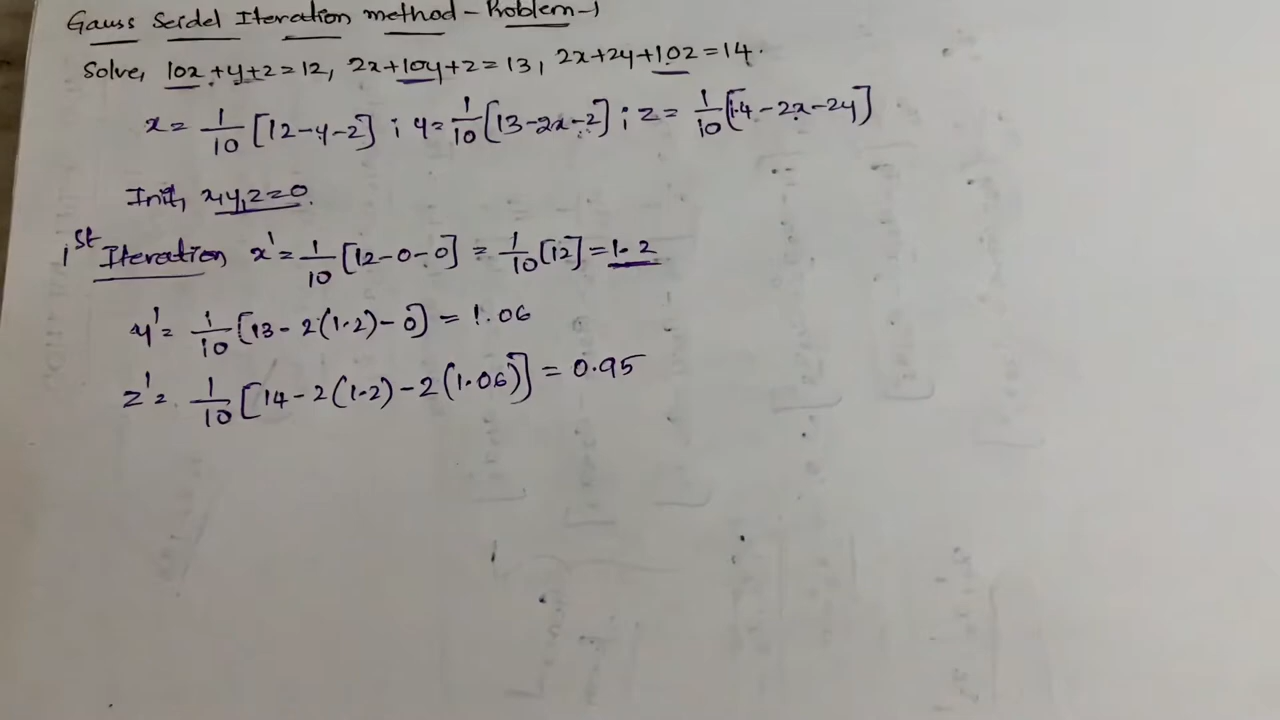 Gauss Seidel Iteration method - Problem-1
Solve, 10x+y+z=12, 2x+10y+z=13, 2x+2y+10z=14.
x = 1/10 [12-y-z] ; y = 1/10 [13-2x-z] ; z = 1/10 [14-2x-2y]
Init, x,y,z=0.
1st Iteration x' = 1/10 [12-0-0] = 1/10 [12] = 1.2
y' = 1/10 [13-2(1.2)-0] = 1.06
z' = 1/10 [14-2(1.2)-2(1.06)] = 0.95